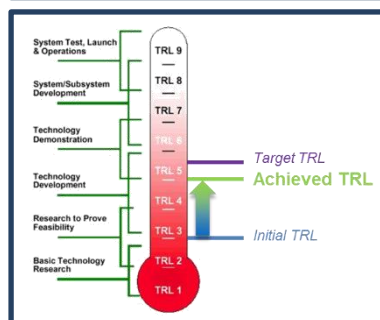 System Test, Launch
& Operations
System/Subsystem
Development
Technology
Demonstration
Technology
Development
Research to Prove
Feasibility
Basic Technology
Research
TRL 9
TRL 8
TRL 7
TRL 6
TRL 5
TRL 4
TRL 3
TRL 2
TRL 1
Target TRL
Achieved TRL
Initial TRL